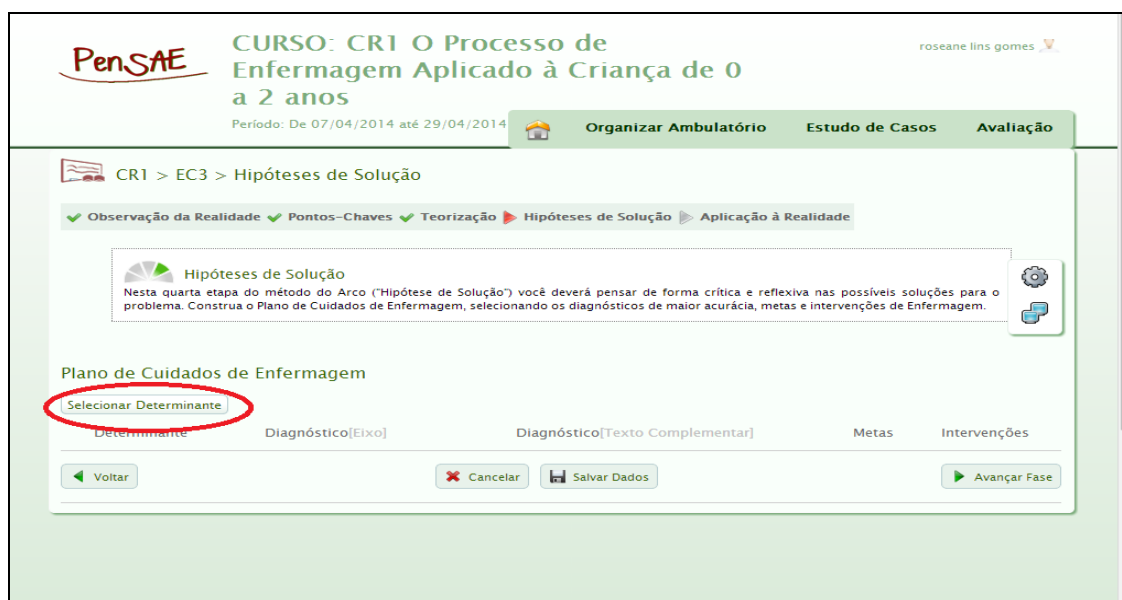 PenSAE
CURSO: CR1 O Processo de
Enfermagem Aplicado à Criança de 0
a 2 anos
roseane lins gomes
Período: De 07/04/2014 até 29/04/2014
Organizar Ambulatório Estudo de Casos Avaliação
CR1 > EC3 > Hipóteses de Solução
Observação da Realidade Pontos-Chaves Teorização Hipóteses de Solução Aplicação à Realidade
Hipóteses de Solução
Nesta quarta etapa do método do Arco ("Hipótese de Solução") você deverá pensar de forma crítica e reflexiva nas possíveis soluções para o
problema. Construa o Plano de Cuidados de Enfermagem, selecionando os diagnósticos de maior acurácia, metas e intervenções de Enfermagem.
Plano de Cuidados de Enfermagem
Selecionar Determinante
Determinante Diagnóstico[Eixo] Diagnóstico[Texto Complementar] Metas Intervenções
Voltar Cancelar Salvar Dados Avançar Fase